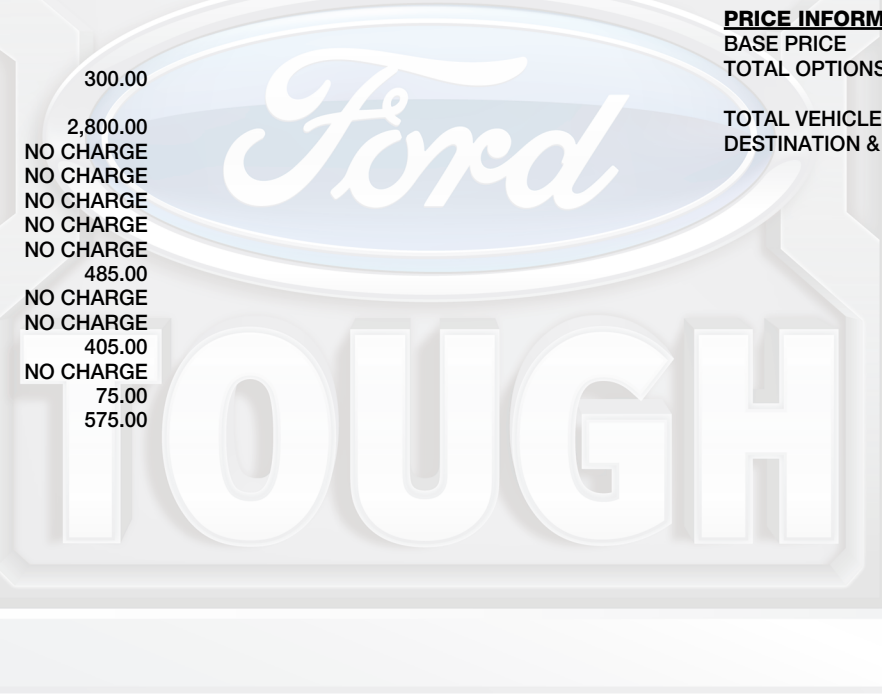 300.00
2,800.00
NO CHARGE
NO CHARGE
NO CHARGE
NO CHARGE
NO CHARGE
485.00
NO CHARGE
NO CHARGE
405.00
NO CHARGE
75.00
575.00
PRICE INFORM
BASE PRICE
TOTAL OPTIONS
TOTAL VEHICLE
DESTINATION &
Ford
TOUGH